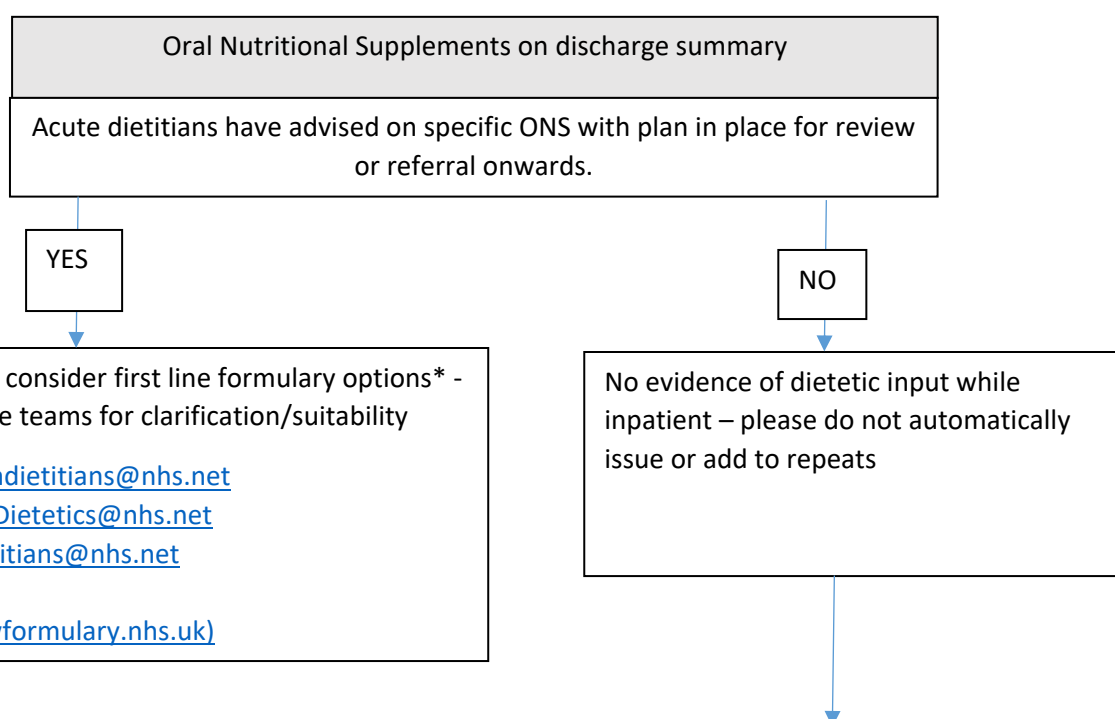 Oral Nutritional Supplements on discharge summary
Acute dietitians have advised on specific ONS with plan in place for review
or referral onwards.
YES
NO
consider first line formulary options* -
teams for clarification/suitability
No evidence of dietetic input while
inpatient – please do not automatically
issue or add to repeats
dietitians@nhs.net
Dietetics@nhs.net
itians@nhs.net
formulary.nhs.uk)